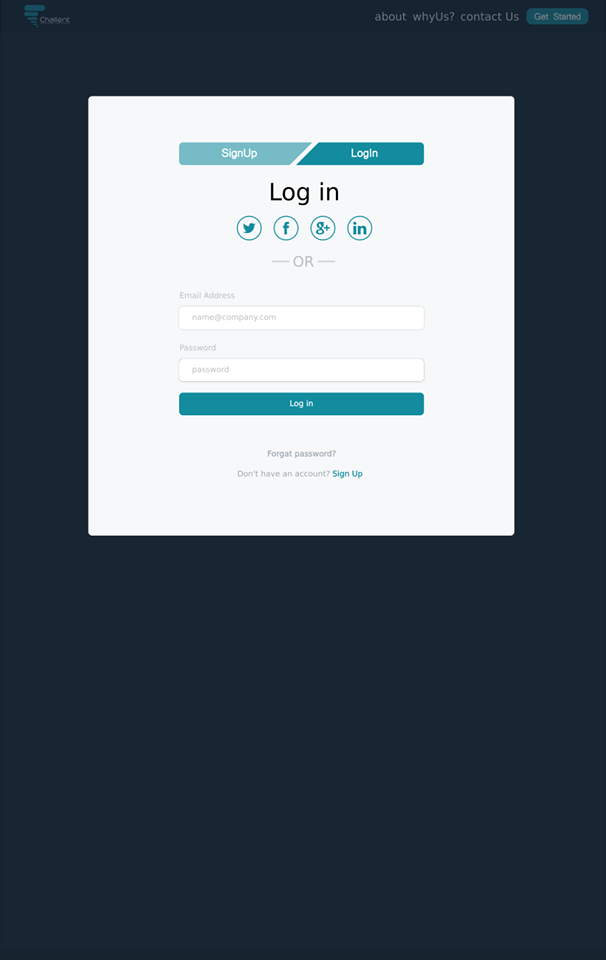 Challent
about whyUs? contact Us Get Started
SignUp LogIn
Log in
OR
Email Address
name@company.com
Password
password
Log in
Forgat password?
Don't have an account? Sign Up